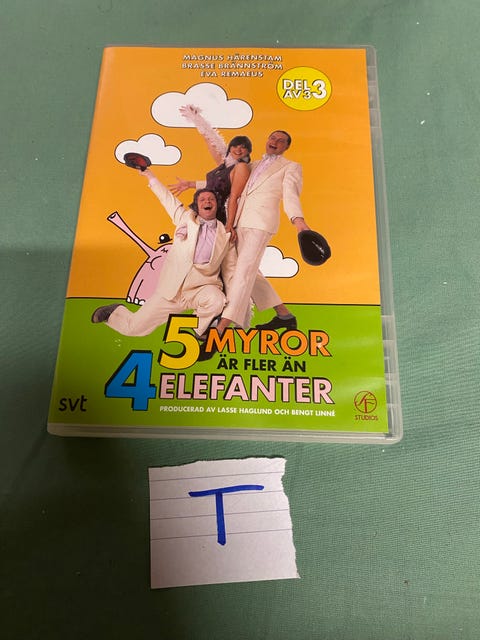 MAGNUS HÄRENSTAM
BRASSE BRÄNNSTRÖM
EVA REMAEUS
DEL 3
AV 3
5 MYROR
ÄR FLER ÄN
4 ELEFANTER
PRODUCERAD AV LASSE HAGLUND OCH BENGT LINNÉ
svt
SF
STUDIOS
T